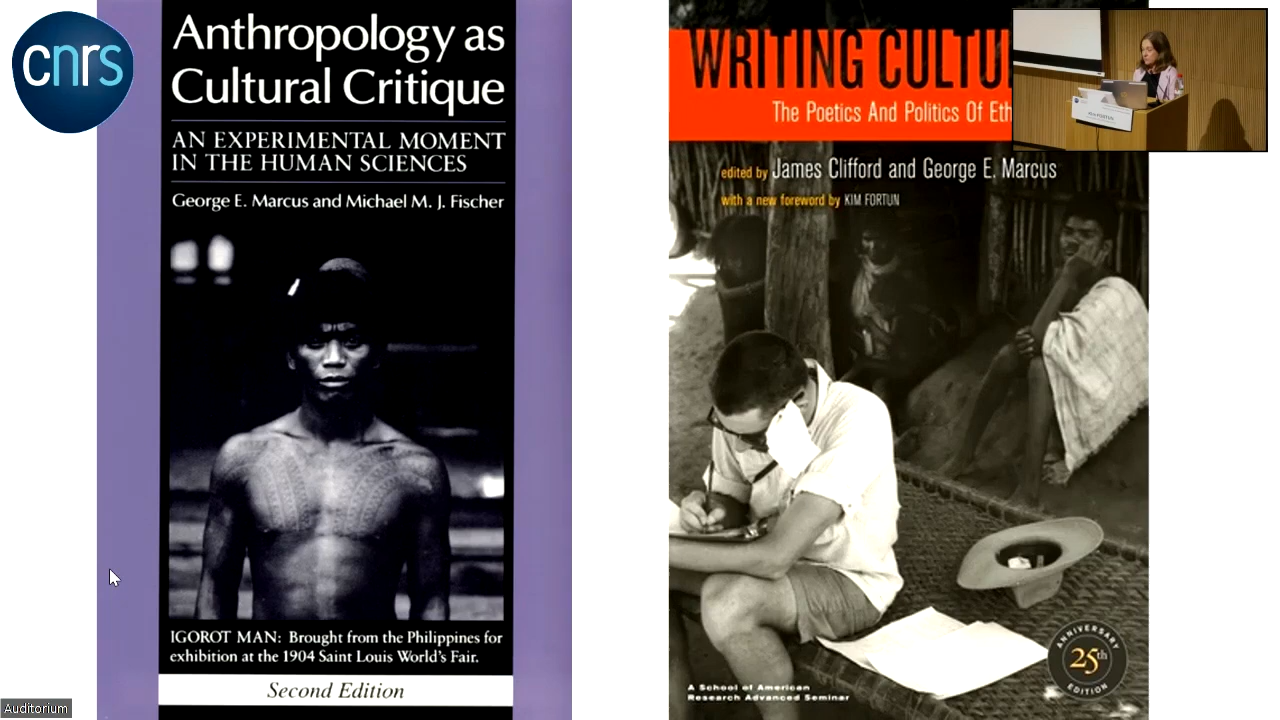 cnrs
Anthropology as
Cultural Critique
AN EXPERIMENTAL MOMENT
IN THE HUMAN SCIENCES
George E. Marcus and Michael M. J. Fischer
IGOROT MAN: Brought from the Philippines for
exhibition at the 1904 Saint Louis World's Fair.
Second Edition
WRITING CULTU
The Poetics And Politics Of Eth
edited by James Clifford and George E. Marcus
with a new foreword by KIM FORTUN
ANNIVERSARY
25th
EDITION
A School of American
Research Advanced Seminar
Auditorium